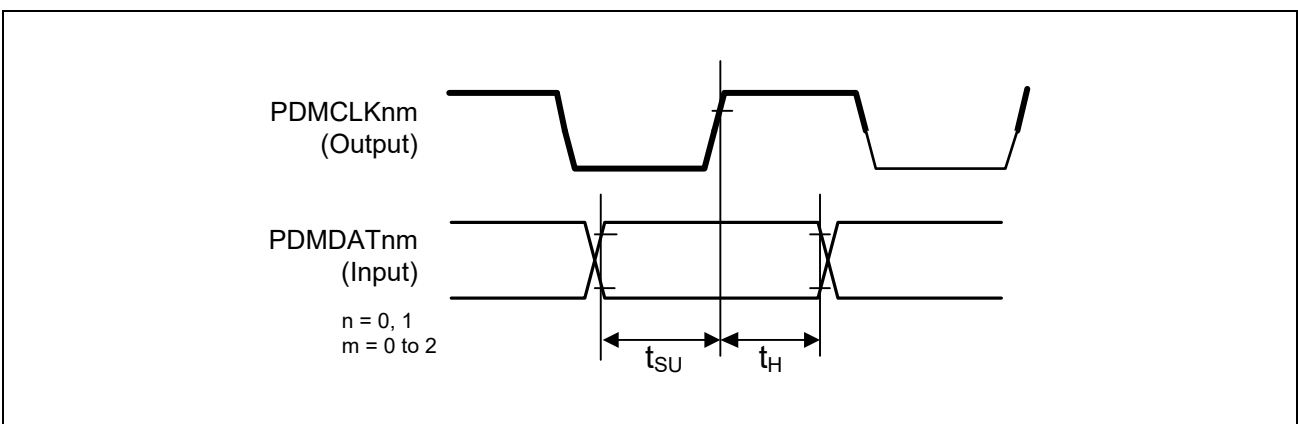 PDMCLKnm
(Output)
PDMDATnm
(Input)
n = 0, 1
m = 0 to 2
tSU
tH